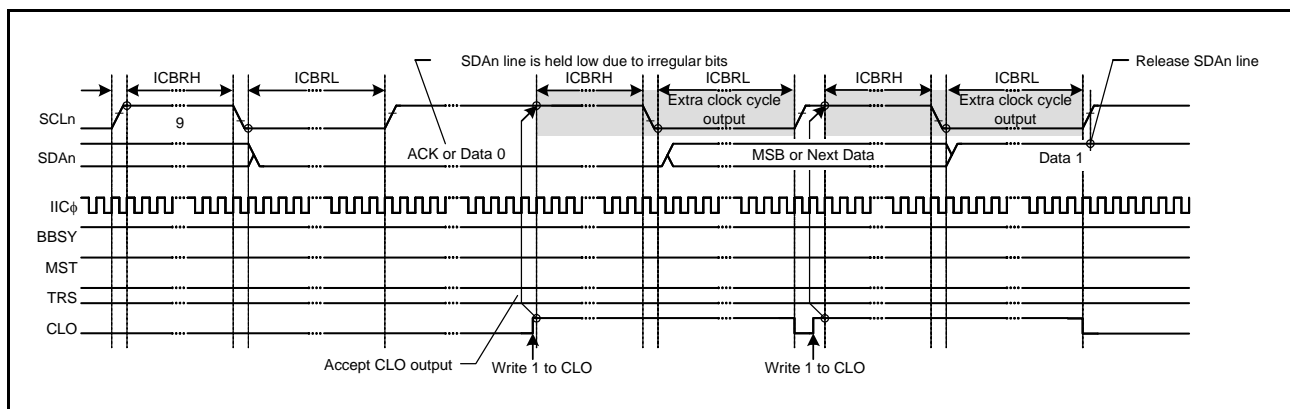 SDAn line is held low due to irregular bits
Release SDAn line
ICBRH
ICBRL
ICBRH
ICBRL
ICBRH
ICBRL
SCLn
9
Extra clock cycle
output
Extra clock cycle
output
SDAn
ACK or Data 0
MSB or Next Data
Data 1
IICϕ
BBSY
MST
TRS
CLO
Accept CLO output
Write 1 to CLO
Write 1 to CLO